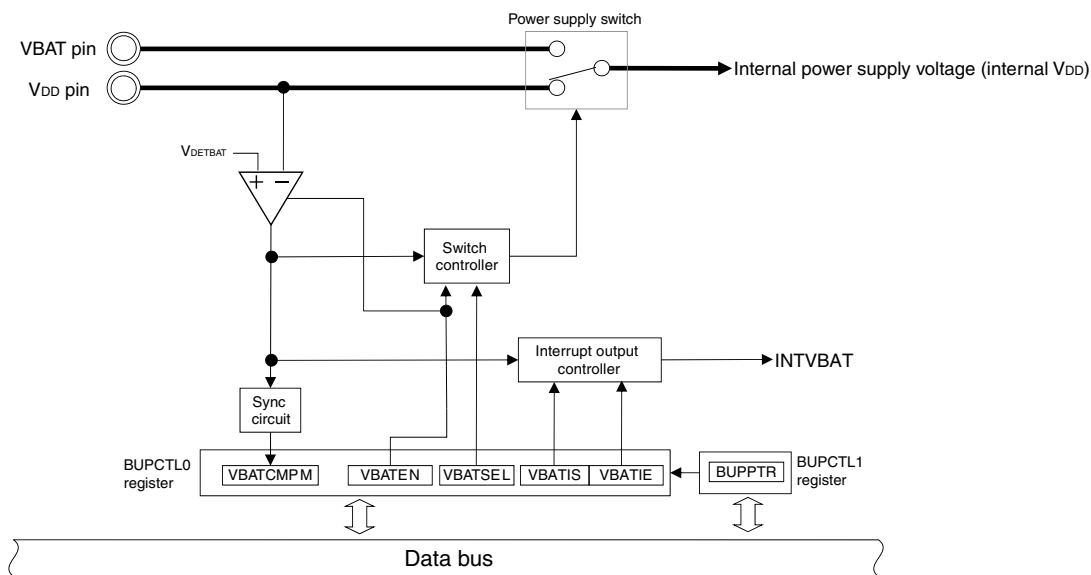 Power supply switch
VBAT pin
VDD pin
Internal power supply voltage (internal VDD)
VDETBAT
+ −
Switch
controller
Interrupt output
controller
INTVBAT
Sync
circuit
BUPCTL0
register
VBATCMPM
VBATEN
VBATSEL
VBATIS
VBATIE
BUPPTR
BUPCTL1
register
Data bus